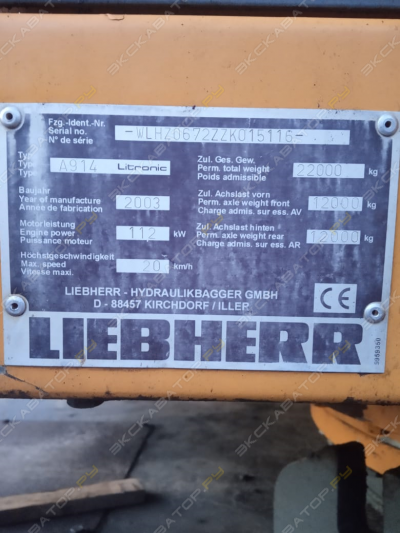 Fzg.-Ident.-Nr.
Serial no. -WLHZ0672ZZK015116-
N° de série
Typ
Type A914 Litronic
Type
Baujahr
Year of manufacture 2003
Année de fabrication
Motorleistung
Engine power 112 kW
Puissance moteur
Höchstgeschwindigkeit
Max. speed 20 km/h
Vitesse maxi.
Zul. Ges. Gew.
Perm. total weight 22000 kg
Poids admissible
Zul. Achslast vorn
Perm. axle weight front 12000 kg
Charge admis. sur ess. AV
Zul. Achslast hinten
Perm. axle weight rear 12000 kg
Charge admis. sur ess. AR
LIEBHERR - HYDRAULIKBAGGER GMBH
D - 88457 KIRCHDORF / ILLER
CE
LIEBHERR
ЭКСКАВАТОР.РУ